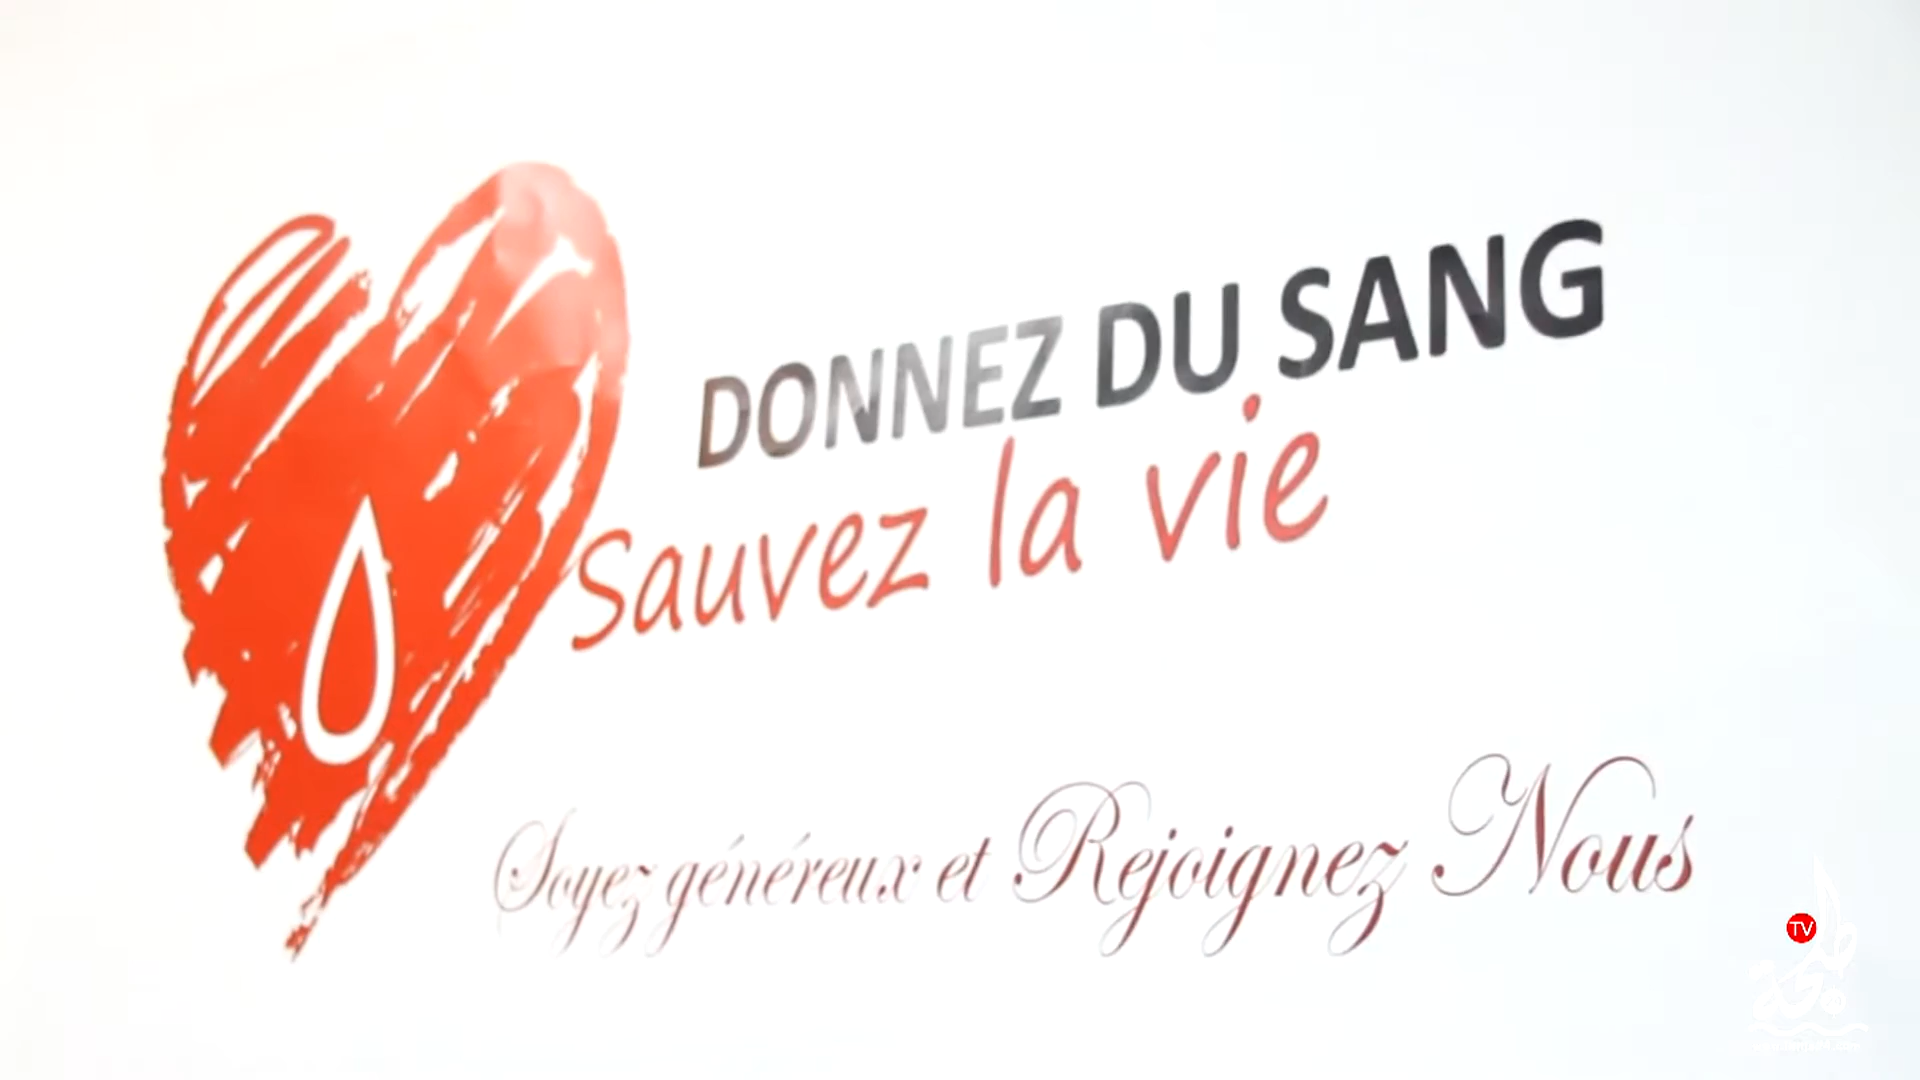 DONNEZ DU SANG
Sauvez la vie
Soyez généreux et Rejoignez Nous
TV